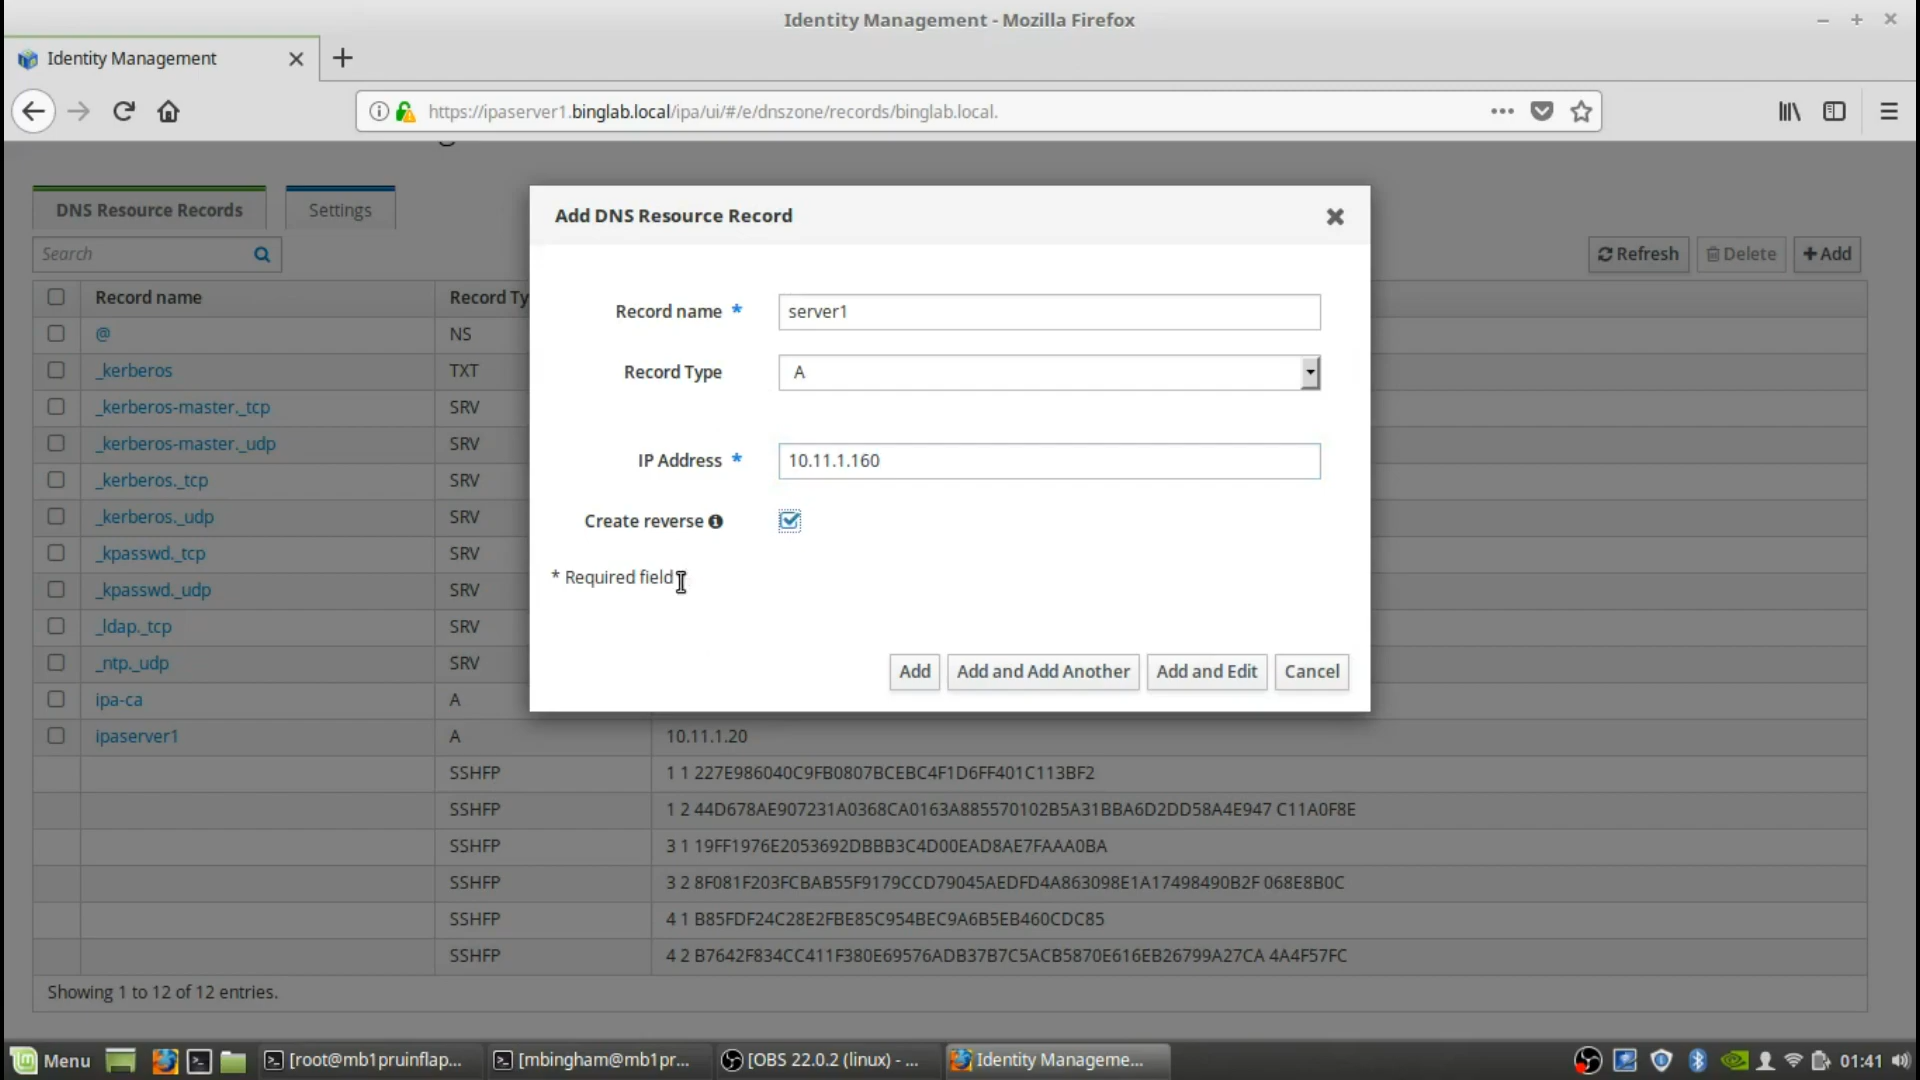 Identity Management - Mozilla Firefox
Identity Management
https://ipaserver1.binglab.local/ipa/ui/#/e/dnszone/records/binglab.local.
DNS Resource Records
Settings
Search
Refresh
Delete
+Add
Record name
Record Ty
@ NS
_kerberos TXT
_kerberos-master._tcp SRV
_kerberos-master._udp SRV
_kerberos._tcp SRV
_kerberos._udp SRV
_kpasswd._tcp SRV
_kpasswd._udp SRV
_ldap._tcp SRV
_ntp._udp SRV
ipa-ca A
ipaserver1 A 10.11.1.20
SSHFP 1 1 227E986040C9FB0807BCEBC4F1D6FF401C113BF2
SSHFP 1 2 44D678AE907231A0368CA0163A885570102B5A31BBA6D2DD58A4E947 C11A0F8E
SSHFP 3 1 19FF1976E2053692DBBB3C4D00EAD8AE7FAAA0BA
SSHFP 3 2 8F081F203FCBAB55F9179CCD79045AEDFD4A863098E1A17498490B2F 068E8B0C
SSHFP 4 1 B85FDF24C28E2FBE85C954BEC9A6B5EB460CDC85
SSHFP 4 2 B7642F834CC411F380E69576ADB37B7C5ACB5870E616EB26799A27CA 4A4F57FC
Showing 1 to 12 of 12 entries.
Add DNS Resource Record
Record name * server1
Record Type A
IP Address * 10.11.1.160
Create reverse
* Required field
Add
Add and Add Another
Add and Edit
Cancel
Menu
[root@mb1pruinflap...
[mbingham@mb1pr...
[OBS 22.0.2 (linux) - ...
Identity Manageme...
01:41